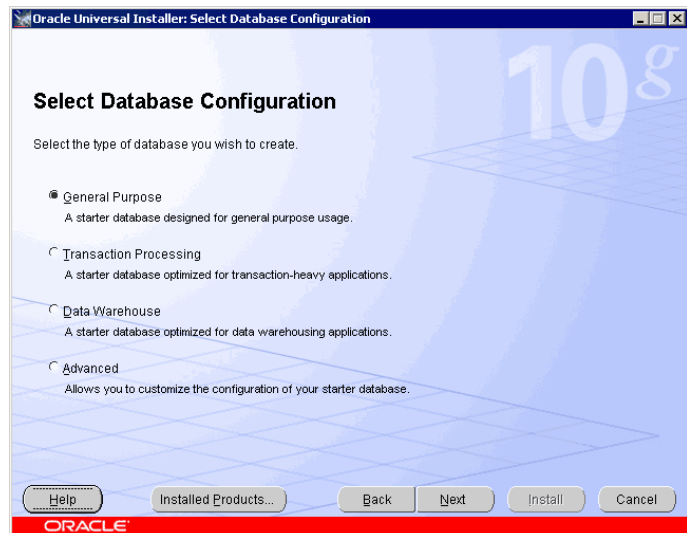 Oracle Universal Installer: Select Database Configuration
10g
Select Database Configuration
Select the type of database you wish to create.
General Purpose
A starter database designed for general purpose usage.
Transaction Processing
A starter database optimized for transaction-heavy applications.
Data Warehouse
A starter database optimized for data warehousing applications.
Advanced
Allows you to customize the configuration of your starter database.
Help Installed Products... Back Next Install Cancel
ORACLE